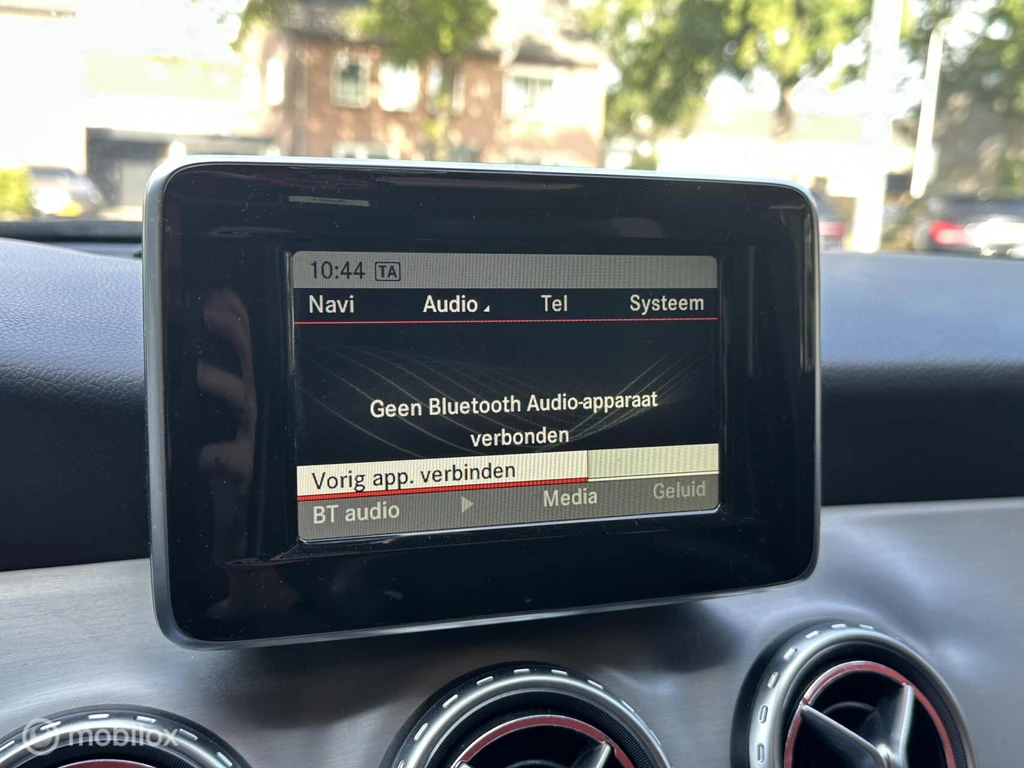 10:44 TA
Navi Audio Tel Systeem
Geen Bluetooth Audio-apparaat
verbonden
Vorig app. verbinden
BT audio Media Geluid
mobilox